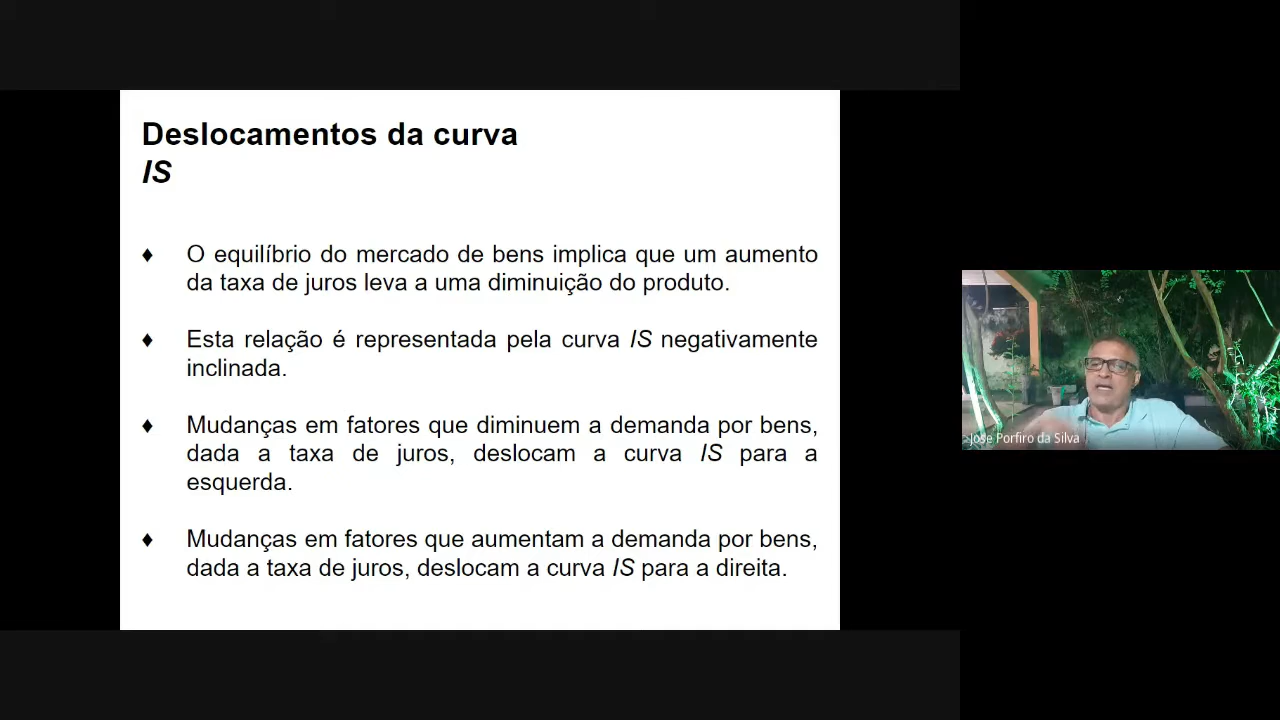 Deslocamentos da curva
IS
♦ O equilíbrio do mercado de bens implica que um aumento
da taxa de juros leva a uma diminuição do produto.
♦ Esta relação é representada pela curva IS negativamente
inclinada.
♦ Mudanças em fatores que diminuem a demanda por bens,
dada a taxa de juros, deslocam a curva IS para a
esquerda.
♦ Mudanças em fatores que aumentam a demanda por bens,
dada a taxa de juros, deslocam a curva IS para a direita.
Jose Porfiro da Silva